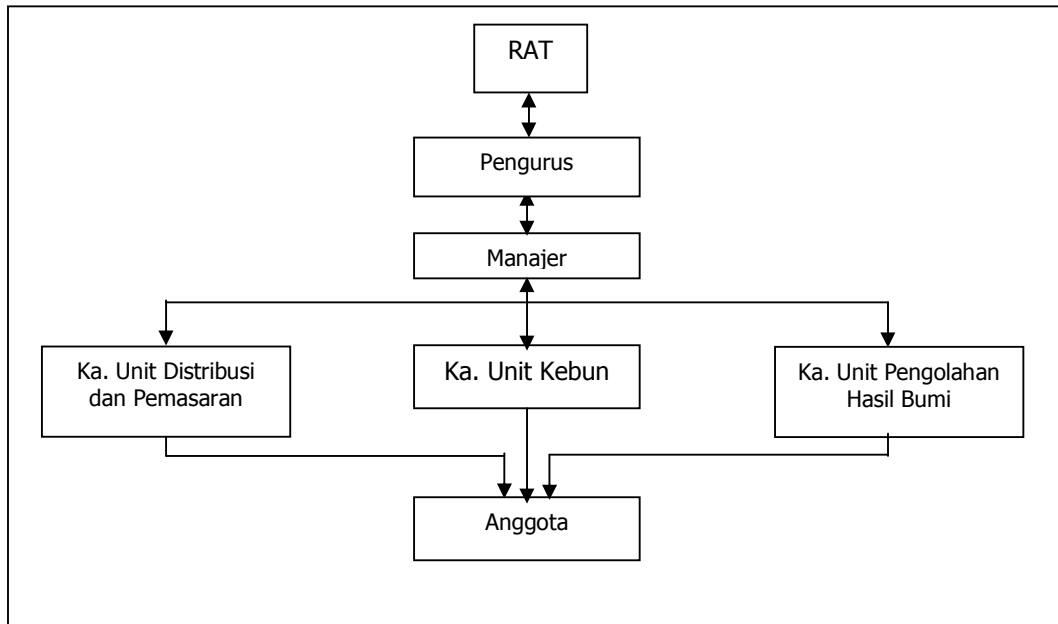 RAT
Pengurus
Manajer
Ka. Unit Distribusi
dan Pemasaran
Ka. Unit Kebun
Ka. Unit Pengolahan
Hasil Bumi
Anggota